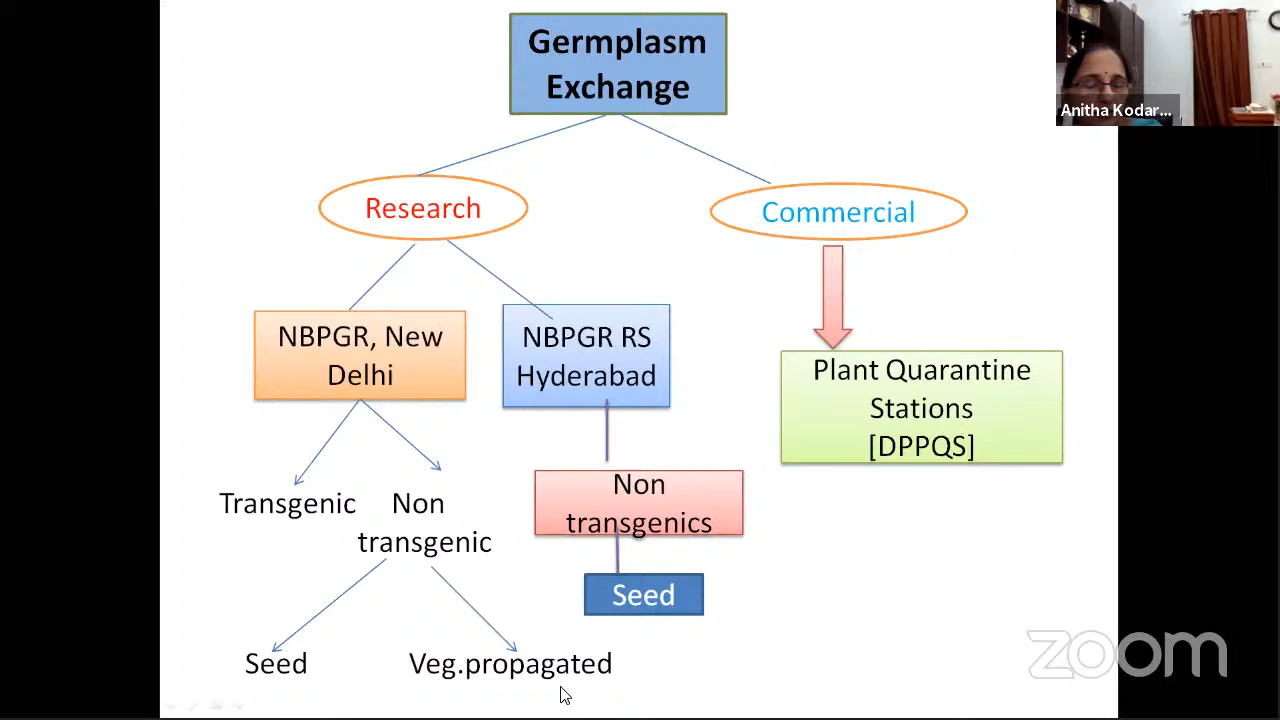 Germplasm
Exchange
Anitha Kodar...
Research
Commercial
NBPGR, New
Delhi
NBPGR RS
Hyderabad
Plant Quarantine
Stations
[DPPQS]
Transgenic
Non
transgenic
Non
transgenics
Seed
Seed
Veg.propagated
zoom